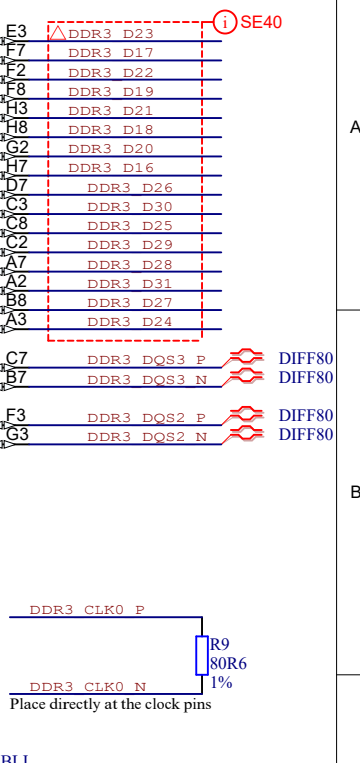 SE40
E3 DDR3 D23
F7 DDR3 D17
F2 DDR3 D22
F8 DDR3 D19
H3 DDR3 D21
H8 DDR3 D18
G2 DDR3 D20
H7 DDR3 D16
D7 DDR3 D26
C3 DDR3 D30
C8 DDR3 D25
C2 DDR3 D29
A7 DDR3 D28
A2 DDR3 D31
B8 DDR3 D27
A3 DDR3 D24
A
C7 DDR3 DQS3 P DIFF80
B7 DDR3 DQS3 N DIFF80
F3 DDR3 DQS2 P DIFF80
G3 DDR3 DQS2 N DIFF80
B
DDR3 CLK0 P
R9
80R6
1%
DDR3 CLK0 N
Place directly at the clock pins